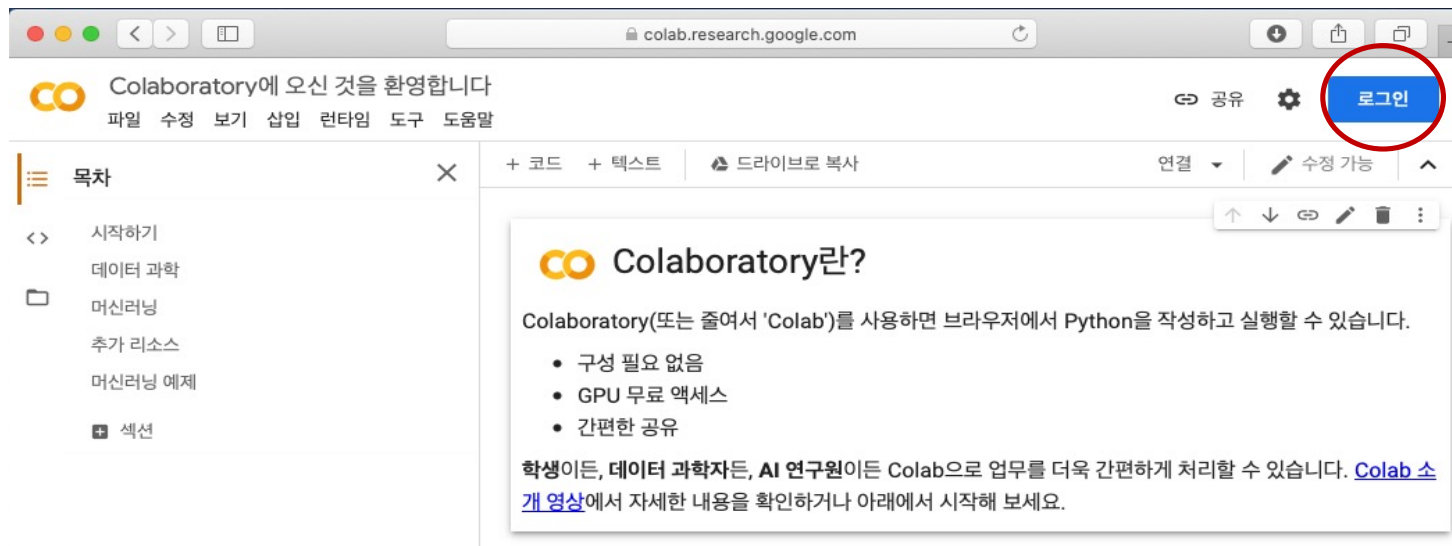 colab.research.google.com
CO Colaboratory에 오신 것을 환영합니다
파일 수정 보기 삽입 런타임 도구 도움말
공유
로그인
목차
시작하기
데이터 과학
머신러닝
추가 리소스
머신러닝 예제
섹션
+ 코드 + 텍스트 드라이브로 복사
연결 수정 가능
CO Colaboratory란?
Colaboratory(또는 줄여서 'Colab')를 사용하면 브라우저에서 Python을 작성하고 실행할 수 있습니다.
• 구성 필요 없음
• GPU 무료 액세스
• 간편한 공유
학생이든, 데이터 과학자든, AI 연구원이든 Colab으로 업무를 더욱 간편하게 처리할 수 있습니다. Colab 소
개 영상에서 자세한 내용을 확인하거나 아래에서 시작해 보세요.